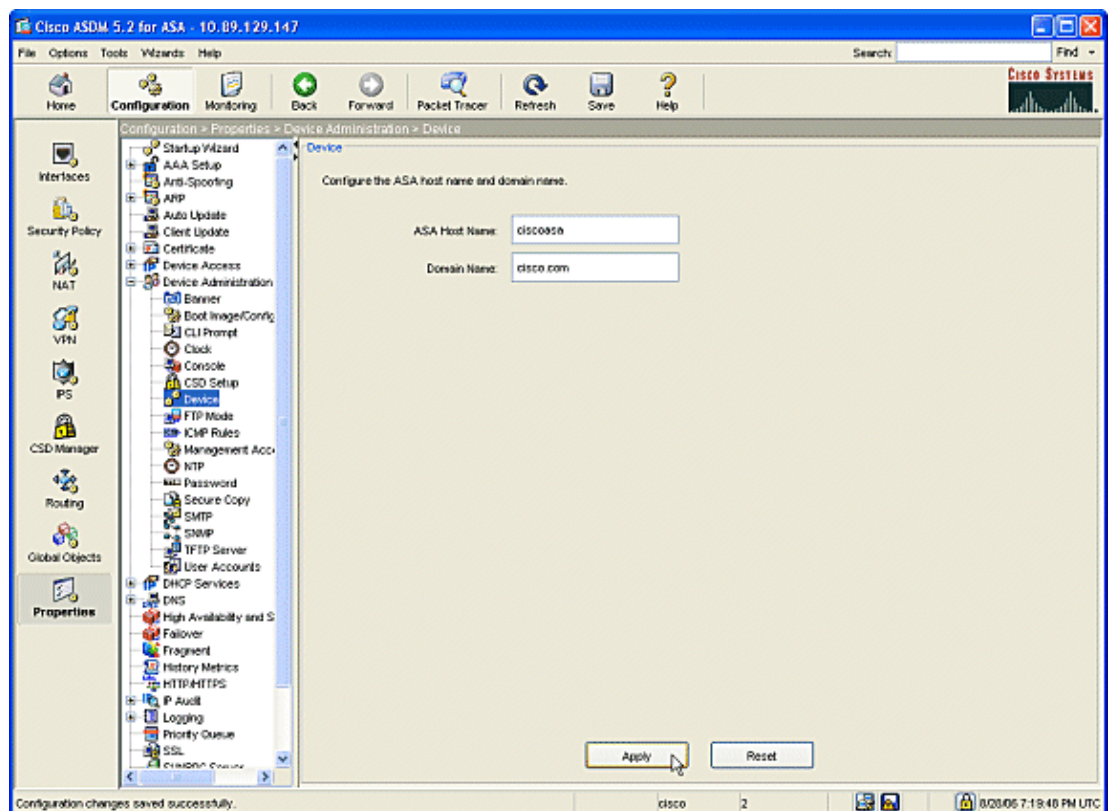 Cisco ASDM 5.2 for ASA - 10.89.129.147
File Options Tools Wizards Help Search: Find
Home Configuration Monitoring Back Forward Packet Tracer Refresh Save Help
CISCO SYSTEMS
Configuration > Properties > Device Administration > Device
Interfaces
Security Policy
NAT
VPN
IPS
CSD Manager
Routing
Global Objects
Properties
Startup Wizard
AAA Setup
Anti-Spoofing
ARP
Auto Update
Client Update
Certificate
Device Access
Device Administration
Banner
Boot Image/Config
CLI Prompt
Clock
Console
CSD Setup
Device
FTP Mode
ICMP Rules
Management Acc
NTP
Password
Secure Copy
SMTP
SNMP
TFTP Server
User Accounts
DHCP Services
DNS
High Availability and S
Failover
Fragment
History Metrics
HTTP/HTTPS
IP Audit
Logging
Priority Queue
SSL
SUNRPC Server
Device
Configure the ASA host name and domain name.
ASA Host Name: ciscoasa
Domain Name: cisco.com
Apply Reset
Configuration changes saved successfully. cisco 2 8/28/06 7:19:48 PM UTC